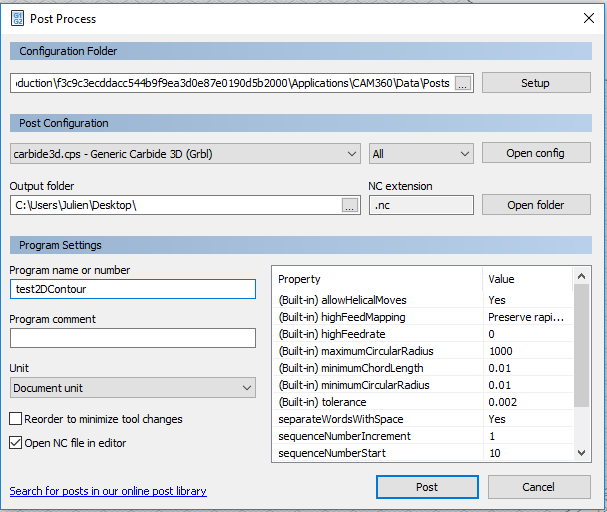 G1
G2
Post Process
Configuration Folder
oduction\f3c9c3ecddacc544b9f9ea3d0e87e0190d5b2000\Applications\CAM360\Data\Posts
...
Setup
Post Configuration
carbide3d.cps - Generic Carbide 3D (Grbl)
All
Open config
Output folder
NC extension
C:\Users\Julien\Desktop\
...
.nc
Open folder
Program Settings
Program name or number
test2DContour
Program comment
Unit
Document unit
Reorder to minimize tool changes
Open NC file in editor
Property Value
(Built-in) allowHelicalMoves Yes
(Built-in) highFeedMapping Preserve rapi...
(Built-in) highFeedrate 0
(Built-in) maximumCircularRadius 1000
(Built-in) minimumChordLength 0.01
(Built-in) minimumCircularRadius 0.01
(Built-in) tolerance 0.002
separateWordsWithSpace Yes
sequenceNumberIncrement 1
sequenceNumberStart 10
Search for posts in our online post library
Post
Cancel